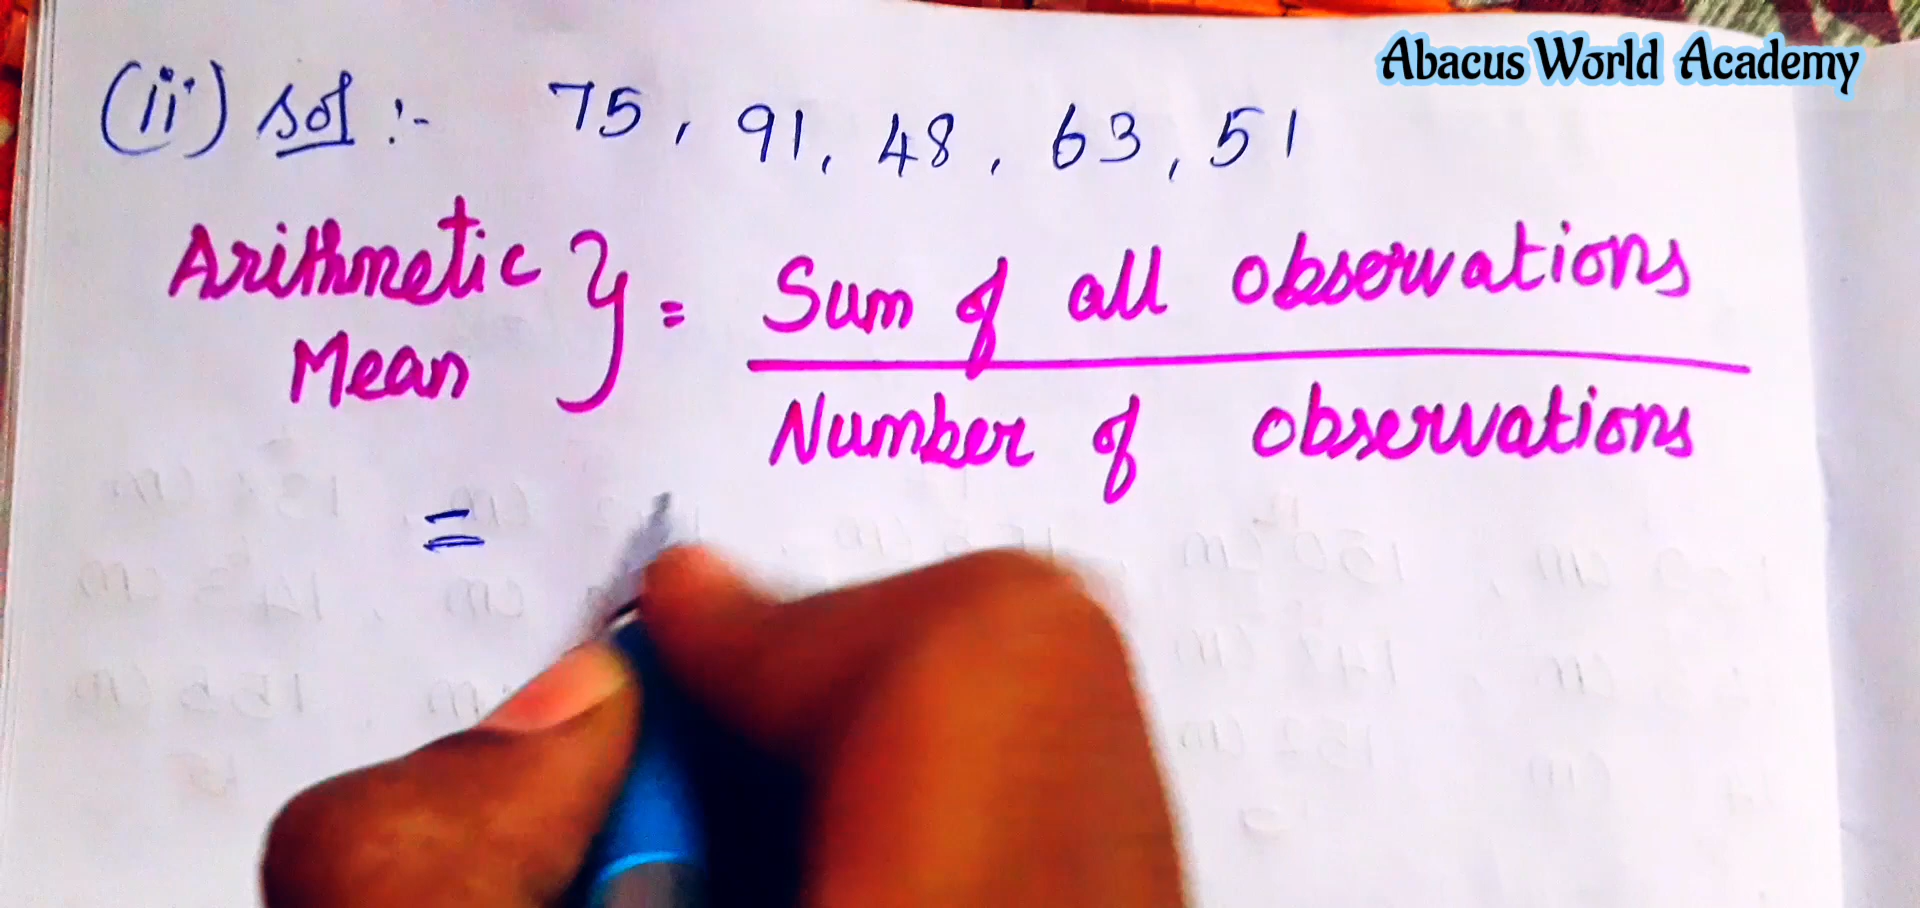 Abacus World Academy
(ii) sol :- 75, 91, 48, 63, 51
Arithmetic Mean } = Sum of all observations
Number of observations
=